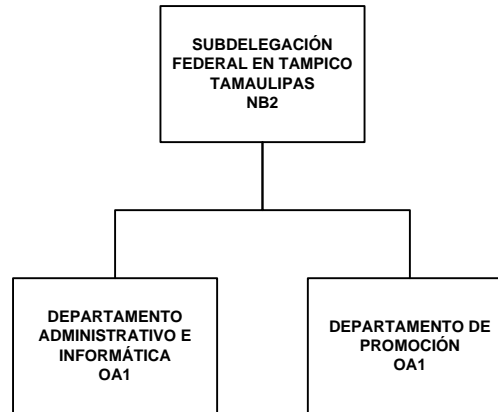 SUBDELEGACIÓN
FEDERAL EN TAMPICO
TAMAULIPAS
NB2
DEPARTAMENTO
ADMINISTRATIVO E
INFORMÁTICA
OA1
DEPARTAMENTO DE
PROMOCIÓN
OA1